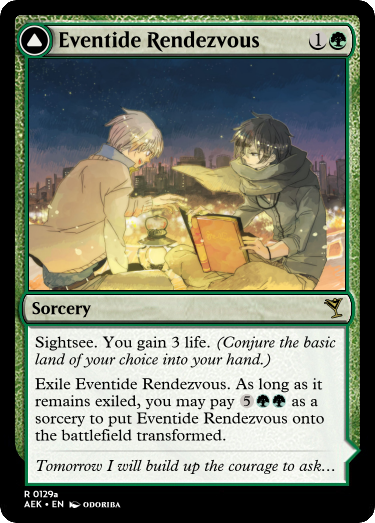 Eventide Rendezvous 1
Sorcery
Sightsee. You gain 3 life. (Conjure the basic
land of your choice into your hand.)
Exile Eventide Rendezvous. As long as it
remains exiled, you may pay 5 as a
sorcery to put Eventide Rendezvous onto
the battlefield transformed.
Tomorrow I will build up the courage to ask...
R 0129a
AEK • EN ODORIBA